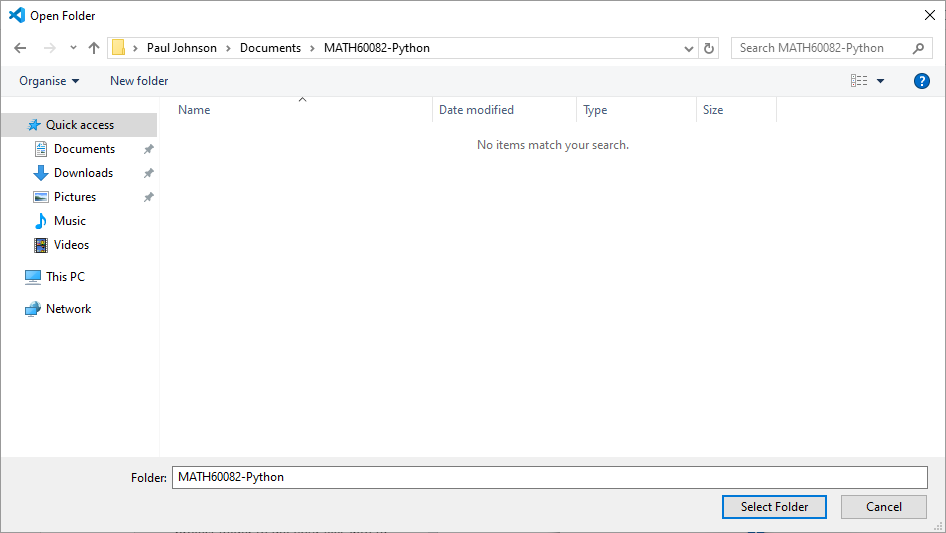 Open Folder
Paul Johnson > Documents > MATH60082-Python
Search MATH60082-Python
Organise New folder
?
Name Date modified Type Size
No items match your search.
Quick access
Documents
Downloads
Pictures
Music
Videos
This PC
Network
Folder: MATH60082-Python
Select Folder Cancel